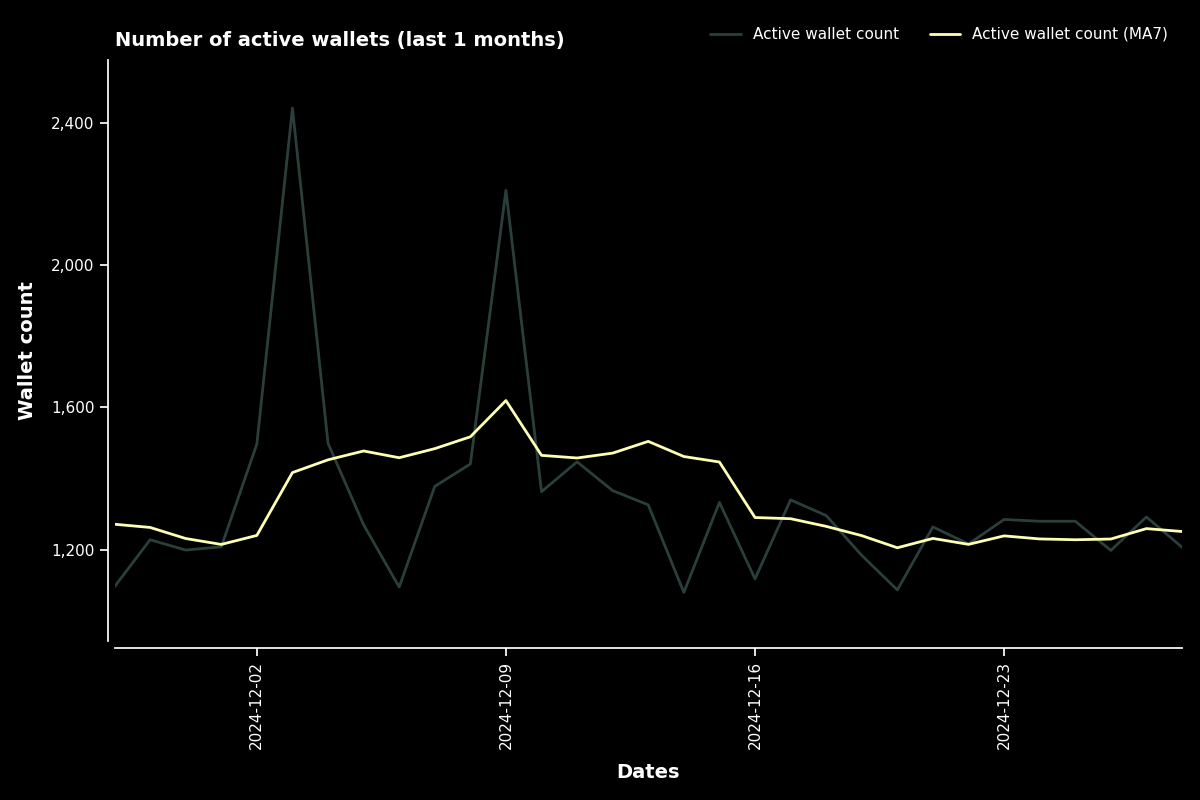 Number of active wallets (last 1 months)
Active wallet count
Active wallet count (MA7)
Wallet count
2,400
2,000
1,600
1,200
2024-12-02
2024-12-09
2024-12-16
2024-12-23
Dates